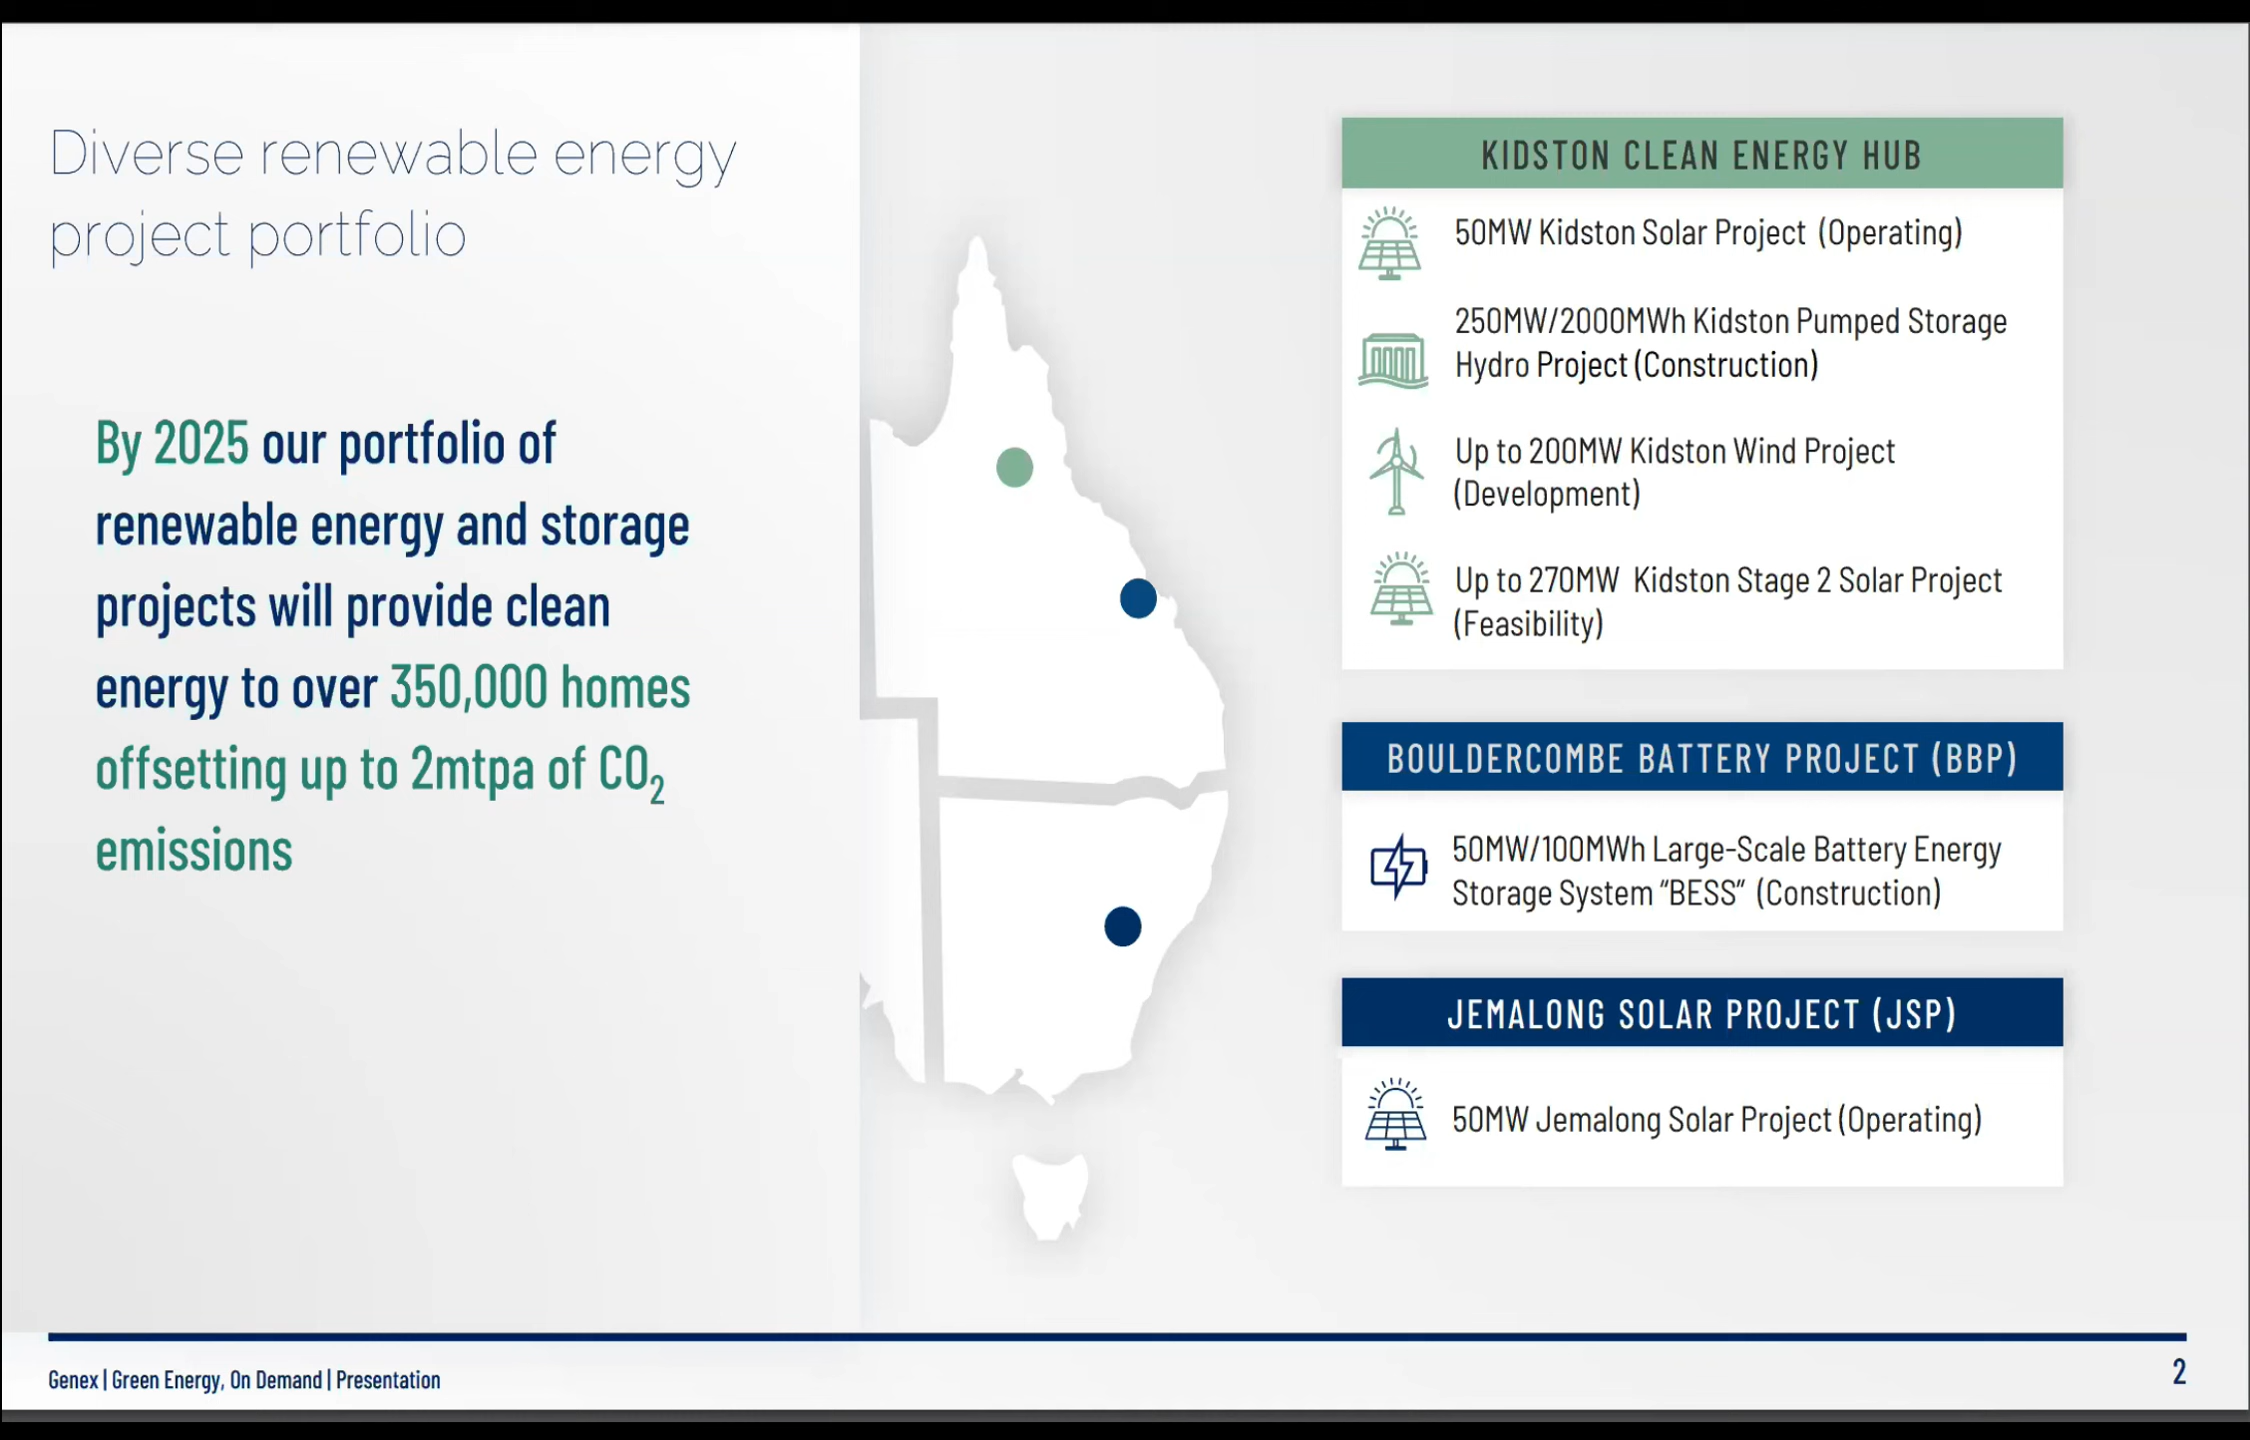 Diverse renewable energy
project portfolio
By 2025 our portfolio of
renewable energy and storage
projects will provide clean
energy to over 350,000 homes
offsetting up to 2mtpa of CO₂
emissions
KIDSTON CLEAN ENERGY HUB
50MW Kidston Solar Project (Operating)
250MW/2000MWh Kidston Pumped Storage
Hydro Project (Construction)
Up to 200MW Kidston Wind Project
(Development)
Up to 270MW Kidston Stage 2 Solar Project
(Feasibility)
BOULDERCOMBE BATTERY PROJECT (BBP)
50MW/100MWh Large-Scale Battery Energy
Storage System “BESS” (Construction)
JEMALONG SOLAR PROJECT (JSP)
50MW Jemalong Solar Project (Operating)
Genex | Green Energy, On Demand | Presentation
2